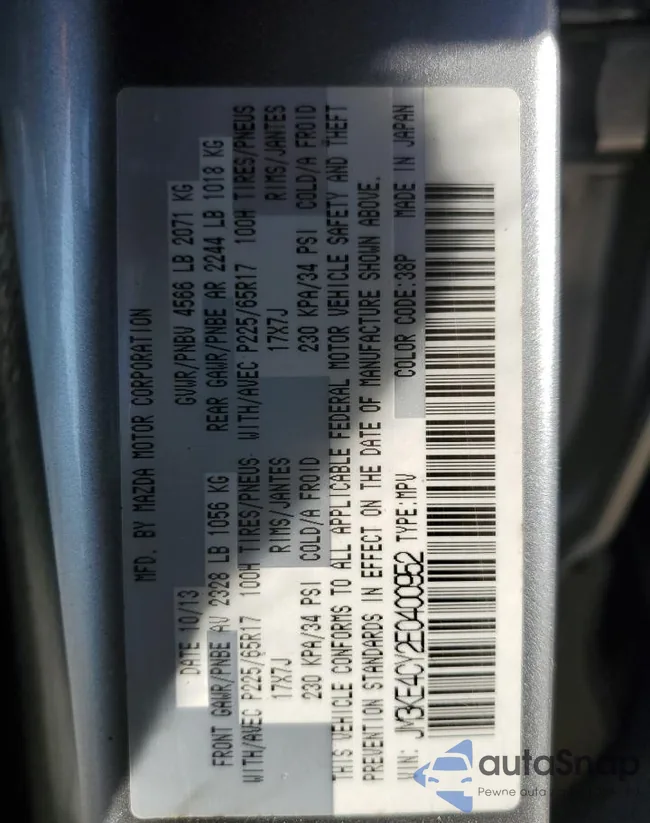 MFD. BY MAZDA MOTOR CORPORATION
DATE 10/13 GVWR/PNBV 4566 LB 2071 KG
FRONT GAWR/PNBE AV 2328 LB 1056 KG REAR GAWR/PNBE AR 2244 LB 1018 KG
WITH/AVEC P225/65R17 100H TIRES/PNEUS WITH/AVEC P225/65R17 100H TIRES/PNEUS
17X7J RIMS/JANTES 17X7J RIMS/JANTES
230 KPA/34 PSI COLD/A FROID 230 KPA/34 PSI COLD/A FROID
THIS VEHICLE CONFORMS TO ALL APPLICABLE FEDERAL MOTOR VEHICLE SAFETY AND THEFT
PREVENTION STANDARDS IN EFFECT ON THE DATE OF MANUFACTURE SHOWN ABOVE.
VIN: JM3KE4CY2E0400952 TYPE:MPV COLOR CODE:38P MADE IN JAPAN
autoSnap
Pewne auta